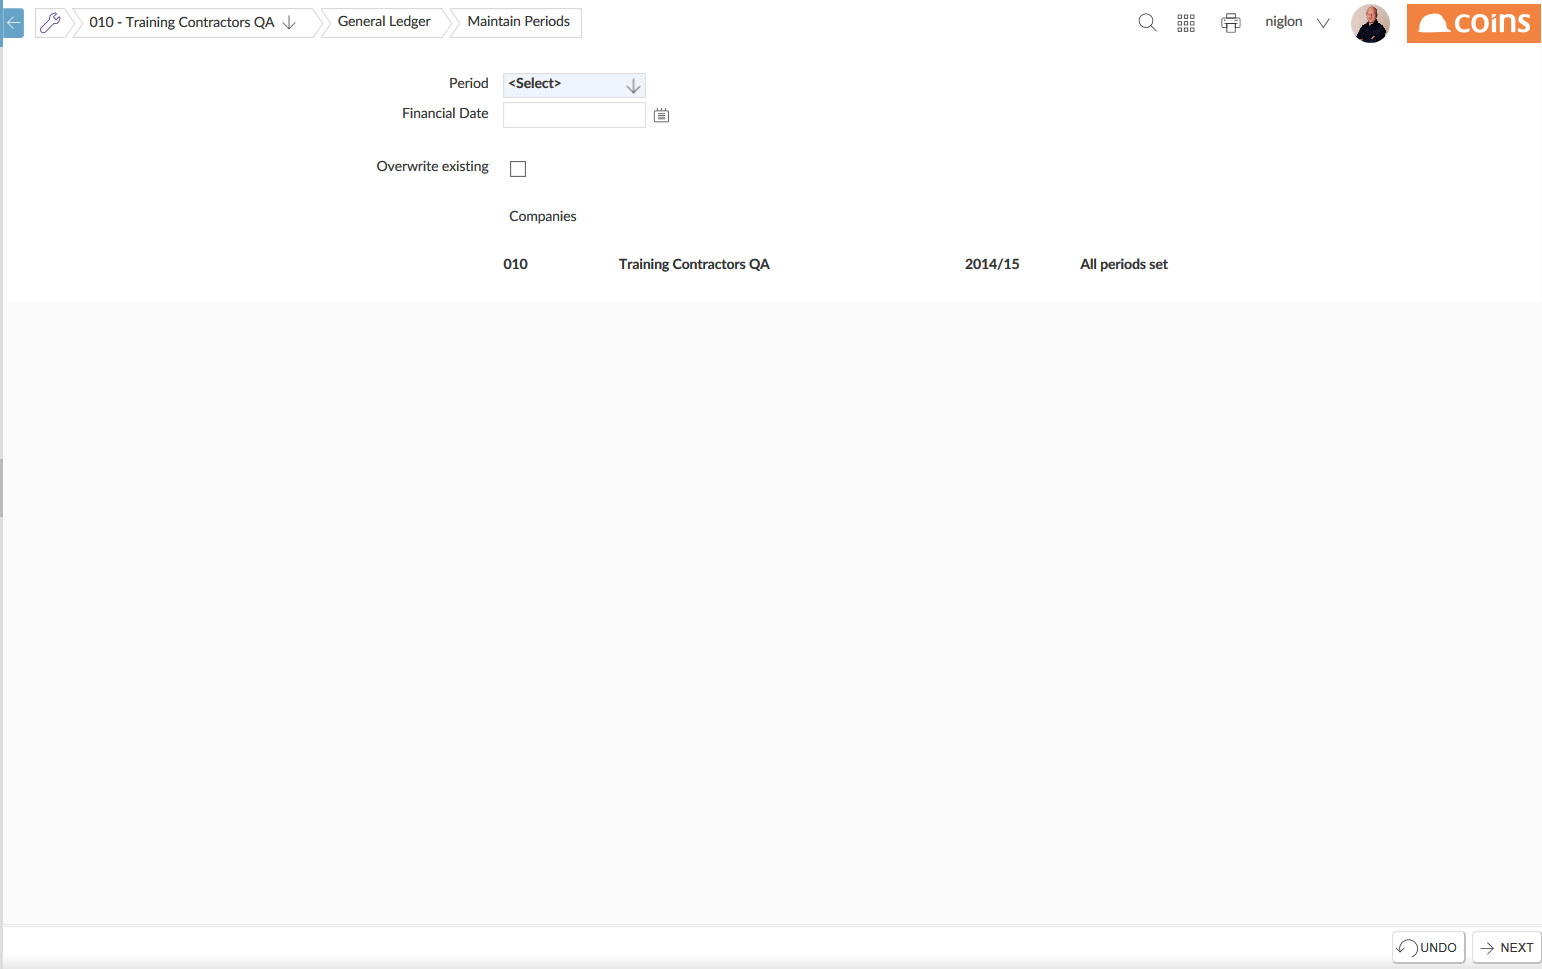 010 - Training Contractors QA
General Ledger
Maintain Periods
niglon
coins
Period
<Select>
Financial Date
Overwrite existing
Companies
010 Training Contractors QA 2014/15 All periods set
UNDO
NEXT